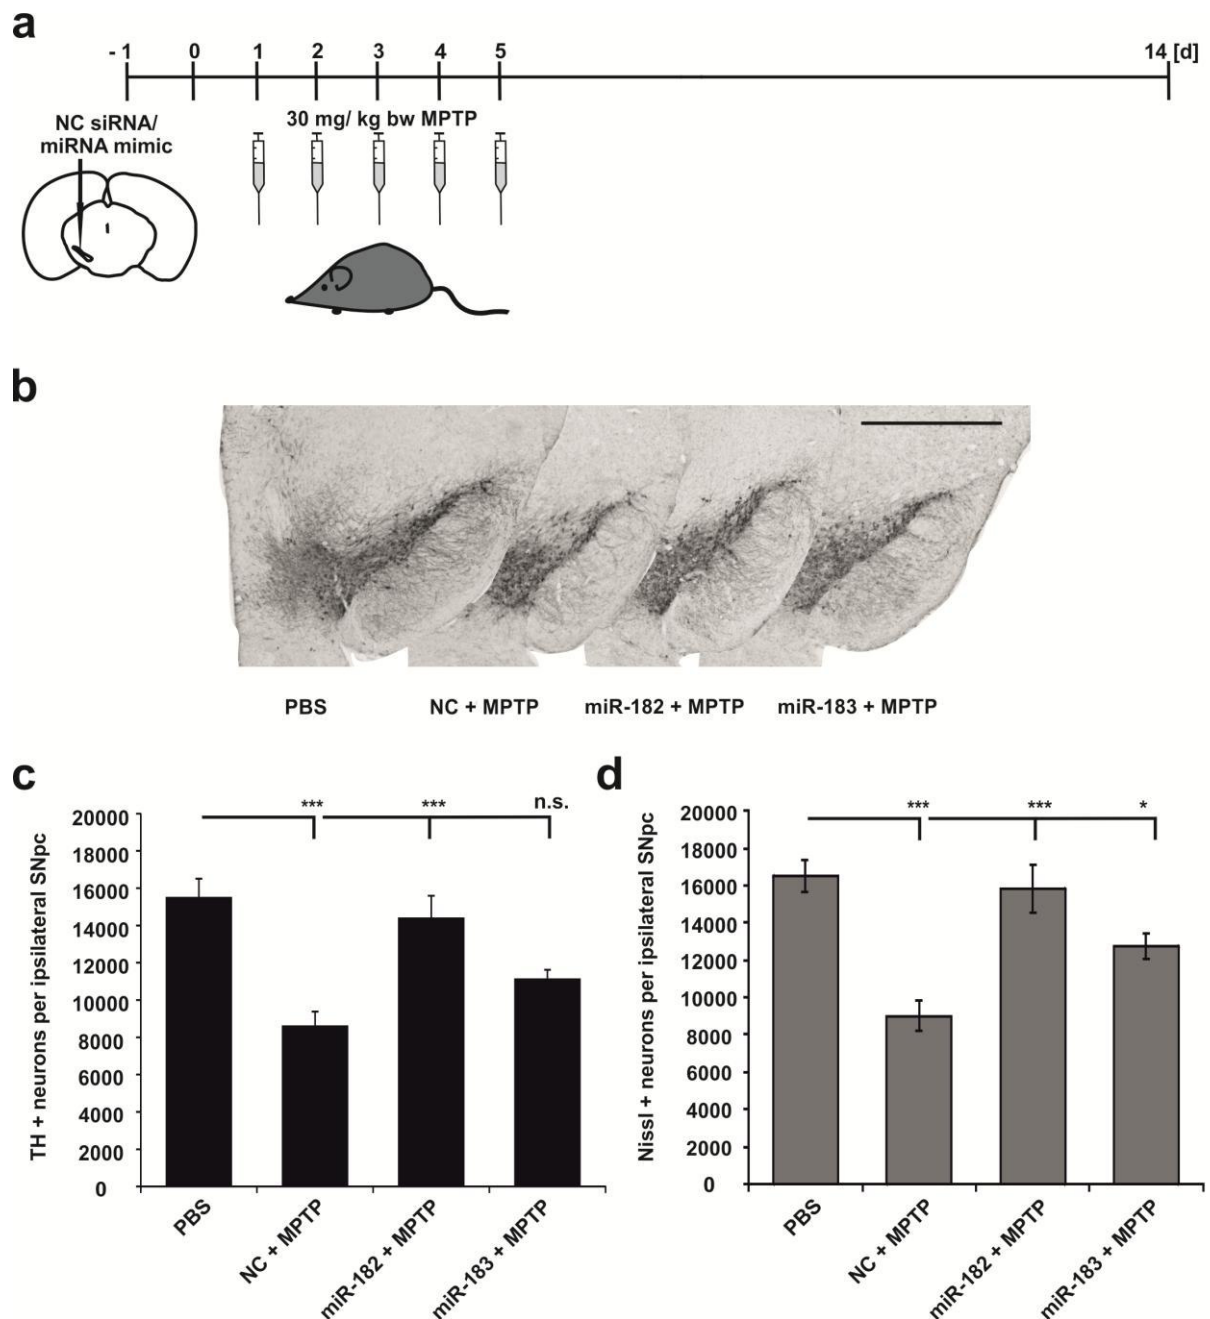 a
- 1 0 1 2 3 4 5 14 [d]
NC siRNA/
miRNA mimic
30 mg/ kg bw MPTP
b
PBS NC + MPTP miR-182 + MPTP miR-183 + MPTP
c
TH + neurons per ipsilateral SNpc
*** *** n.s.
20000
18000
16000
14000
12000
10000
8000
6000
4000
2000
0
PBS
NC + MPTP
miR-182 + MPTP
miR-183 + MPTP
d
Nissl + neurons per ipsilateral SNpc
*** *** *
20000
18000
16000
14000
12000
10000
8000
6000
4000
2000
0
PBS
NC + MPTP
miR-182 + MPTP
miR-183 + MPTP